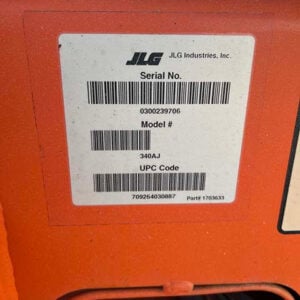 JLG JLG Industries, Inc.
Serial No.
0300239706
Model #
340AJ
UPC Code
709264030887 Part# 1703633